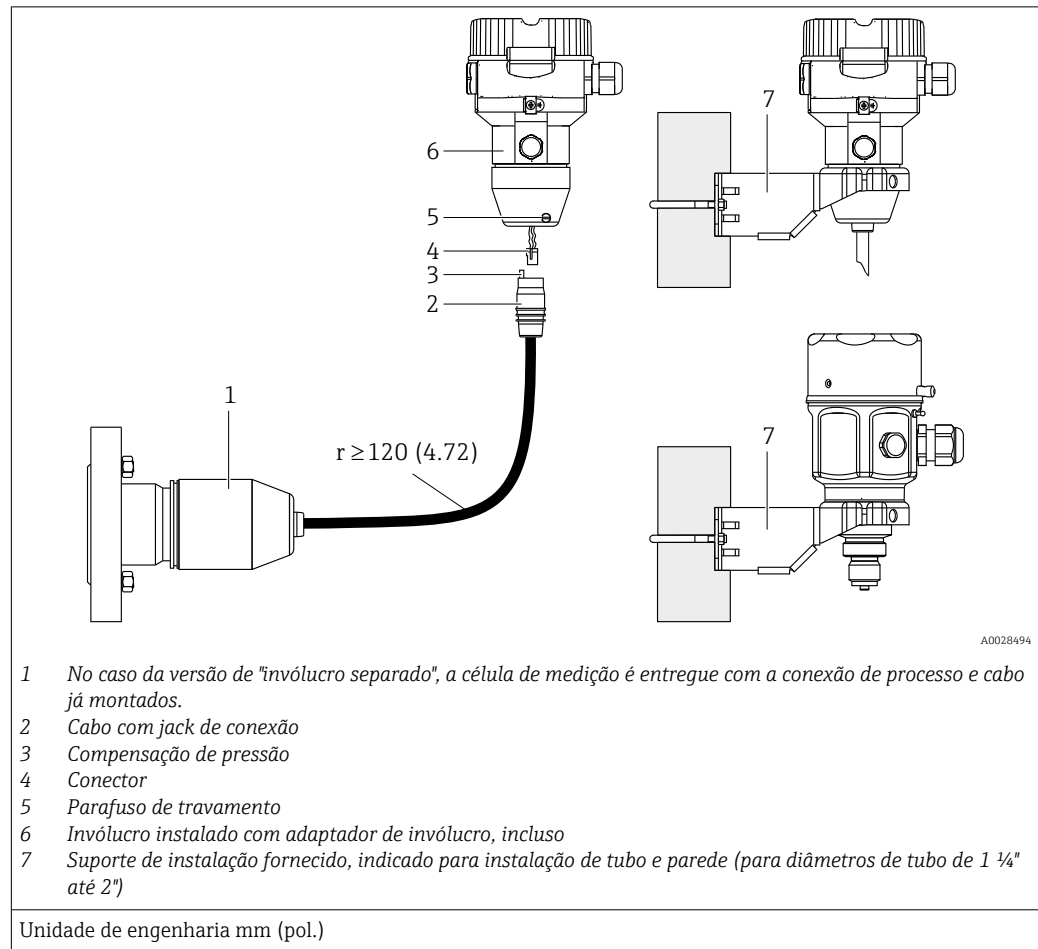 7
6
5
4
3
2
1
r ≥ 120 (4.72)
7
A0028494
1 No caso da versão de "invólucro separado", a célula de medição é entregue com a conexão de processo e cabo
já montados.
2 Cabo com jack de conexão
3 Compensação de pressão
4 Conector
5 Parafuso de travamento
6 Invólucro instalado com adaptador de invólucro, incluso
7 Suporte de instalação fornecido, indicado para instalação de tubo e parede (para diâmetros de tubo de 1 ¼"
até 2")
Unidade de engenharia mm (pol.)